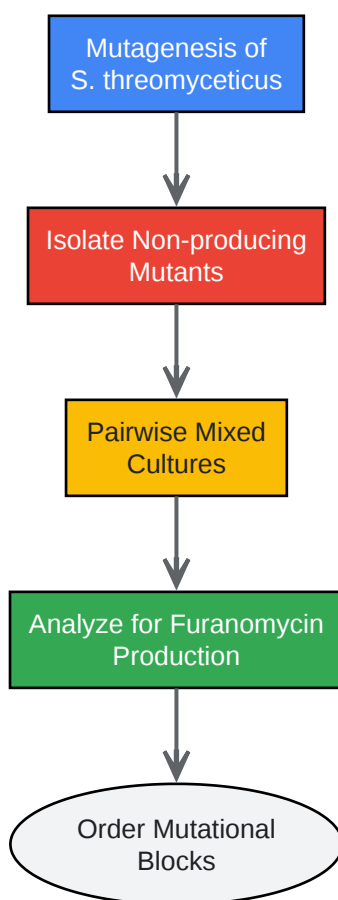 Mutagenesis of
S. threomyceticus
Isolate Non-producing
Mutants
Pairwise Mixed
Cultures
Analyze for Furanomycin
Production
Order Mutational
Blocks